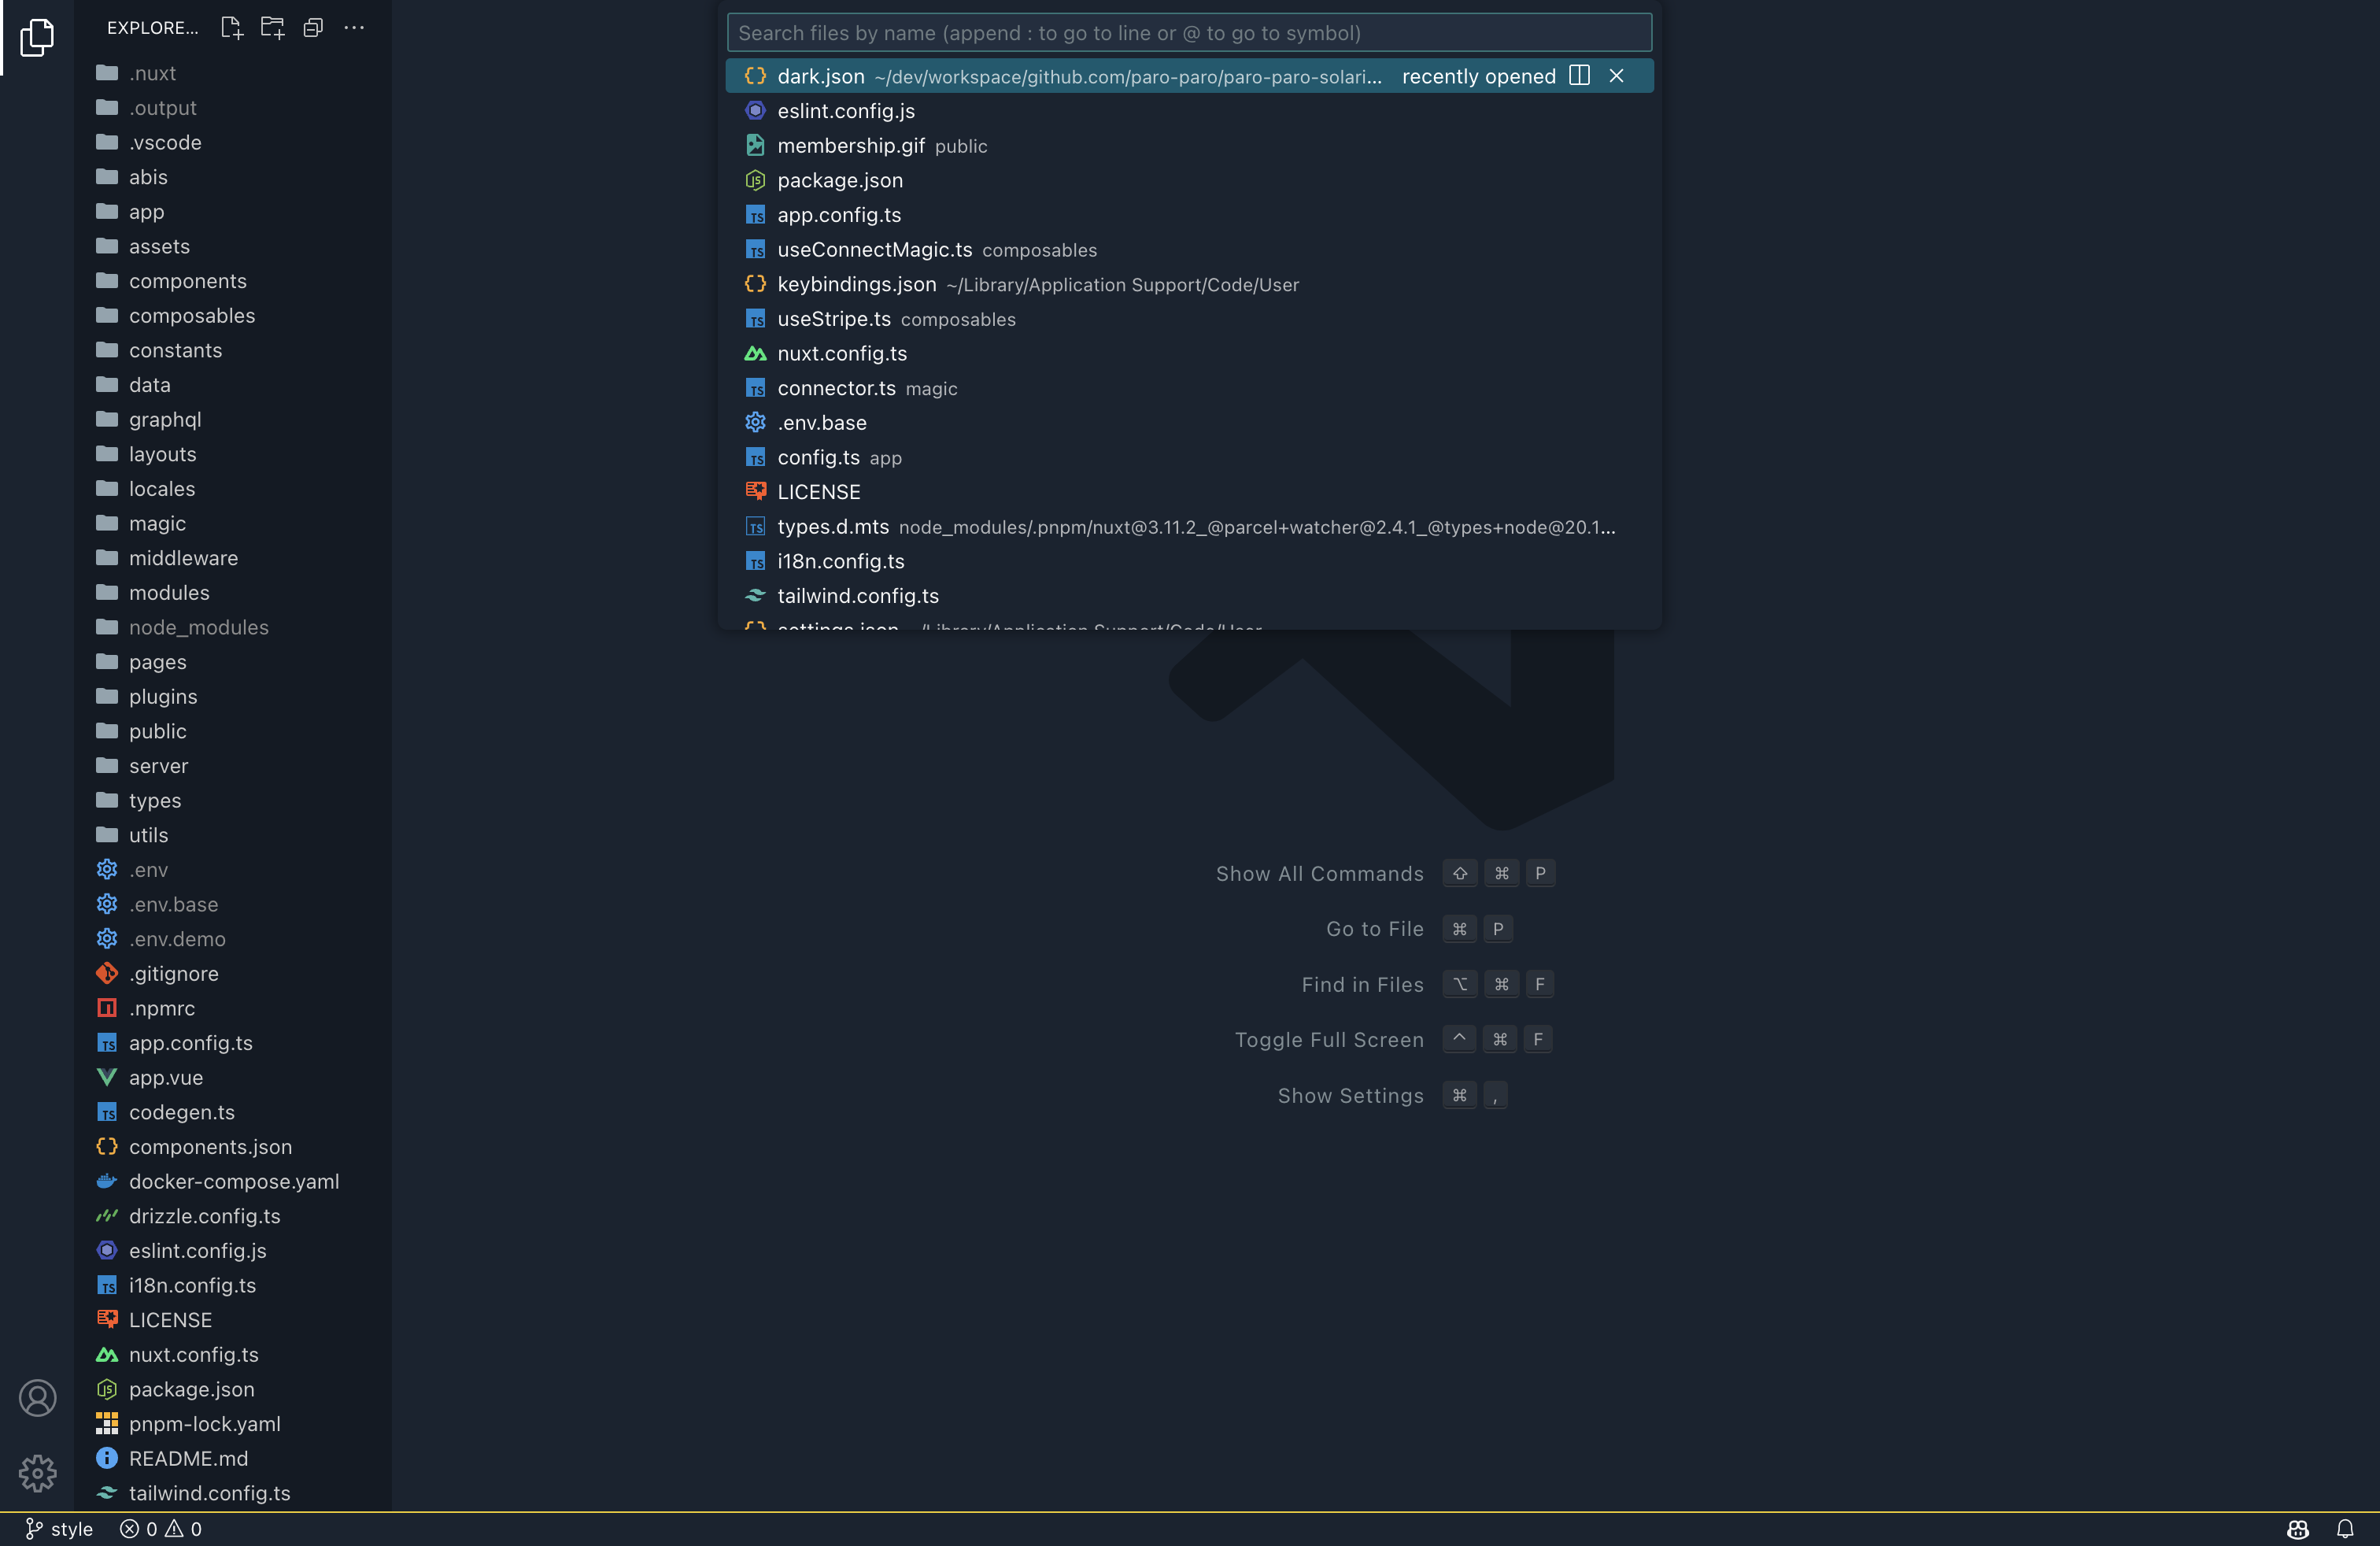 EXPLORE...
.nuxt
.output
.vscode
abis
app
assets
components
composables
constants
data
graphql
layouts
locales
magic
middleware
modules
node_modules
pages
plugins
public
server
types
utils
.env
.env.base
.env.demo
.gitignore
.npmrc
app.config.ts
app.vue
codegen.ts
components.json
docker-compose.yaml
drizzle.config.ts
eslint.config.js
i18n.config.ts
LICENSE
nuxt.config.ts
package.json
pnpm-lock.yaml
README.md
tailwind.config.ts
Search files by name (append : to go to line or @ to go to symbol)
dark.json ~/dev/workspace/github.com/paro-paro/paro-paro-solari... recently opened
eslint.config.js
membership.gif public
package.json
app.config.ts
useConnectMagic.ts composables
keybindings.json ~/Library/Application Support/Code/User
useStripe.ts composables
nuxt.config.ts
connector.ts magic
.env.base
config.ts app
LICENSE
types.d.mts node_modules/.pnpm/nuxt@3.11.2_@parcel+watcher@2.4.1_@types+node@20.1...
i18n.config.ts
tailwind.config.ts
settings.json ~/Library/Application Support/Code/User
Show All Commands ⇧ ⌘ P
Go to File ⌘ P
Find in Files ⌥ ⌘ F
Toggle Full Screen ^ ⌘ F
Show Settings ⌘ ,
style 0 0